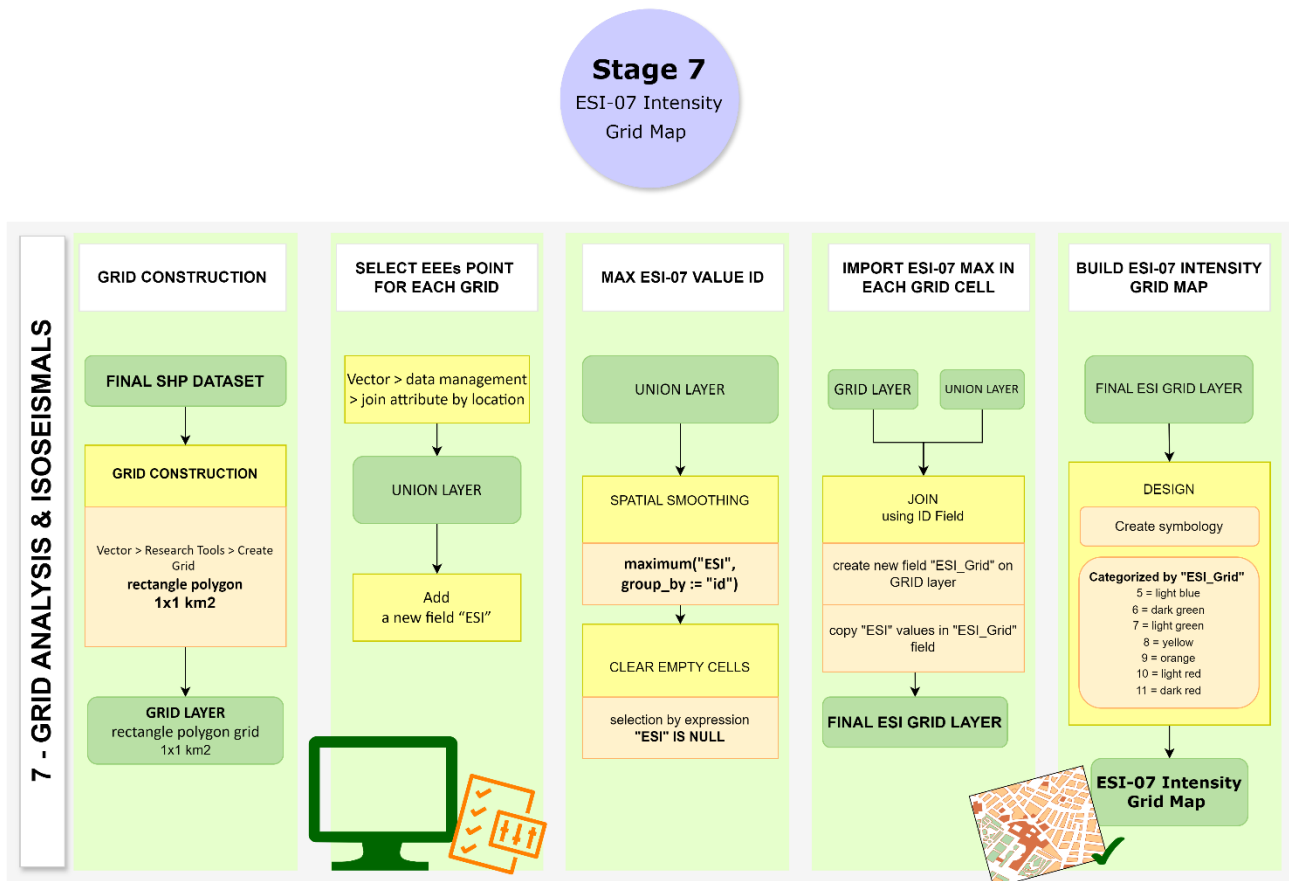 Stage 7
ESI-07 Intensity
Grid Map
7 - GRID ANALYSIS & ISOSEISMALS
GRID CONSTRUCTION
FINAL SHP DATASET
GRID CONSTRUCTION
Vector > Research Tools > Create
Grid
rectangle polygon
1x1 km2
GRID LAYER
rectangle polygon grid
1x1 km2
SELECT EEEs POINT
FOR EACH GRID
Vector > data management
> join attribute by location
UNION LAYER
Add
a new field “ESI”
MAX ESI-07 VALUE ID
UNION LAYER
SPATIAL SMOOTHING
maximum("ESI",
group_by := "id")
CLEAR EMPTY CELLS
selection by expression
"ESI" IS NULL
IMPORT ESI-07 MAX IN
EACH GRID CELL
GRID LAYER
UNION LAYER
JOIN
using ID Field
create new field "ESI_Grid" on
GRID layer
copy "ESI" values in "ESI_Grid"
field
FINAL ESI GRID LAYER
BUILD ESI-07 INTENSITY
GRID MAP
FINAL ESI GRID LAYER
DESIGN
Create symbology
Categorized by "ESI_Grid"
5 = light blue
6 = dark green
7 = light green
8 = yellow
9 = orange
10 = light red
11 = dark red
ESI-07 Intensity
Grid Map